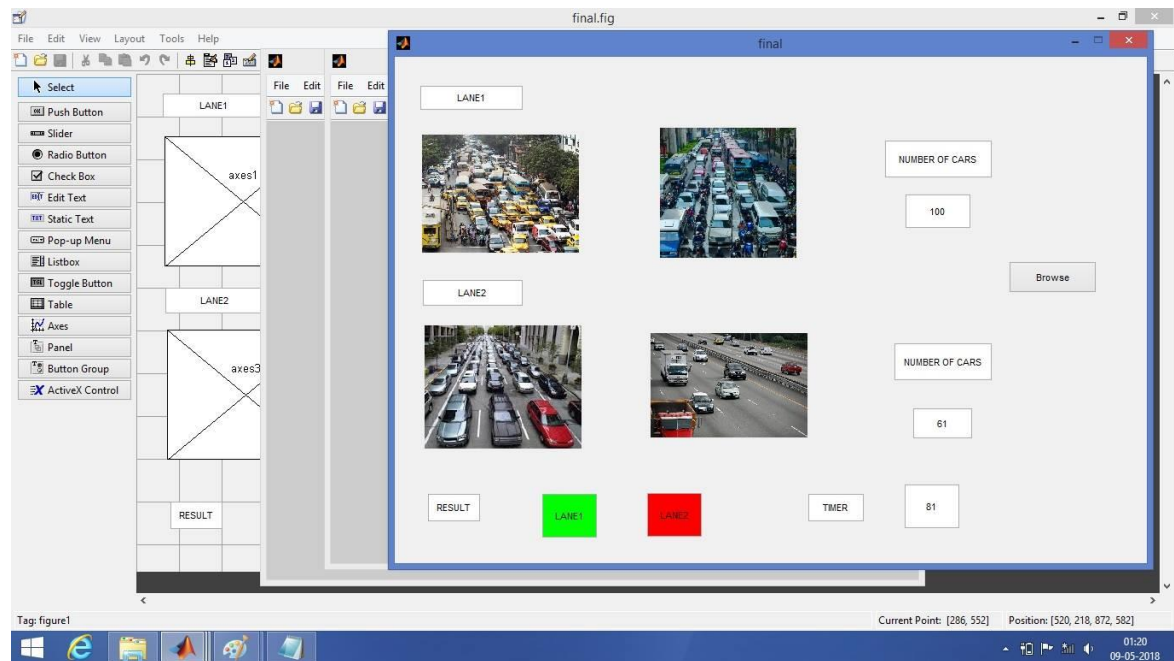 final.fig
File Edit View Layout Tools Help
Select
Push Button
Slider
Radio Button
Check Box
Edit Text
Static Text
Pop-up Menu
Listbox
Toggle Button
Table
Axes
Panel
Button Group
ActiveX Control
LANE1
axes1
LANE2
axes3
RESULT
File Edit
File Edit
final
LANE1
NUMBER OF CARS
100
Browse
LANE2
NUMBER OF CARS
61
RESULT
LANE1
LANE2
TIMER
81
Tag: figure1
Current Point: [286, 552] Position: [520, 218, 872, 582]
01:20
09-05-2018